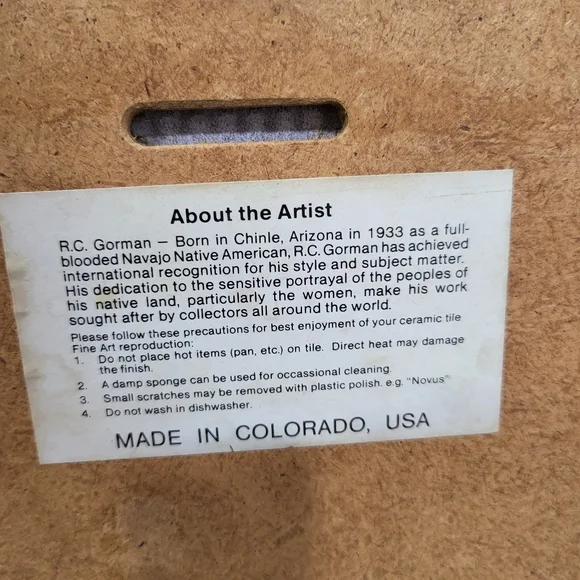 About the Artist
R.C. Gorman – Born in Chinle, Arizona in 1933 as a full-
blooded Navajo Native American, R.C. Gorman has achieved
international recognition for his style and subject matter.
His dedication to the sensitive portrayal of the peoples of
his native land, particularly the women, make his work
sought after by collectors all around the world.
Please follow these precautions for best enjoyment of your ceramic tile
Fine Art reproduction:
1. Do not place hot items (pan, etc.) on tile. Direct heat may damage
the finish.
2. A damp sponge can be used for occassional cleaning.
3. Small scratches may be removed with plastic polish. e.g. "Novus"
4. Do not wash in dishwasher.
MADE IN COLORADO, USA